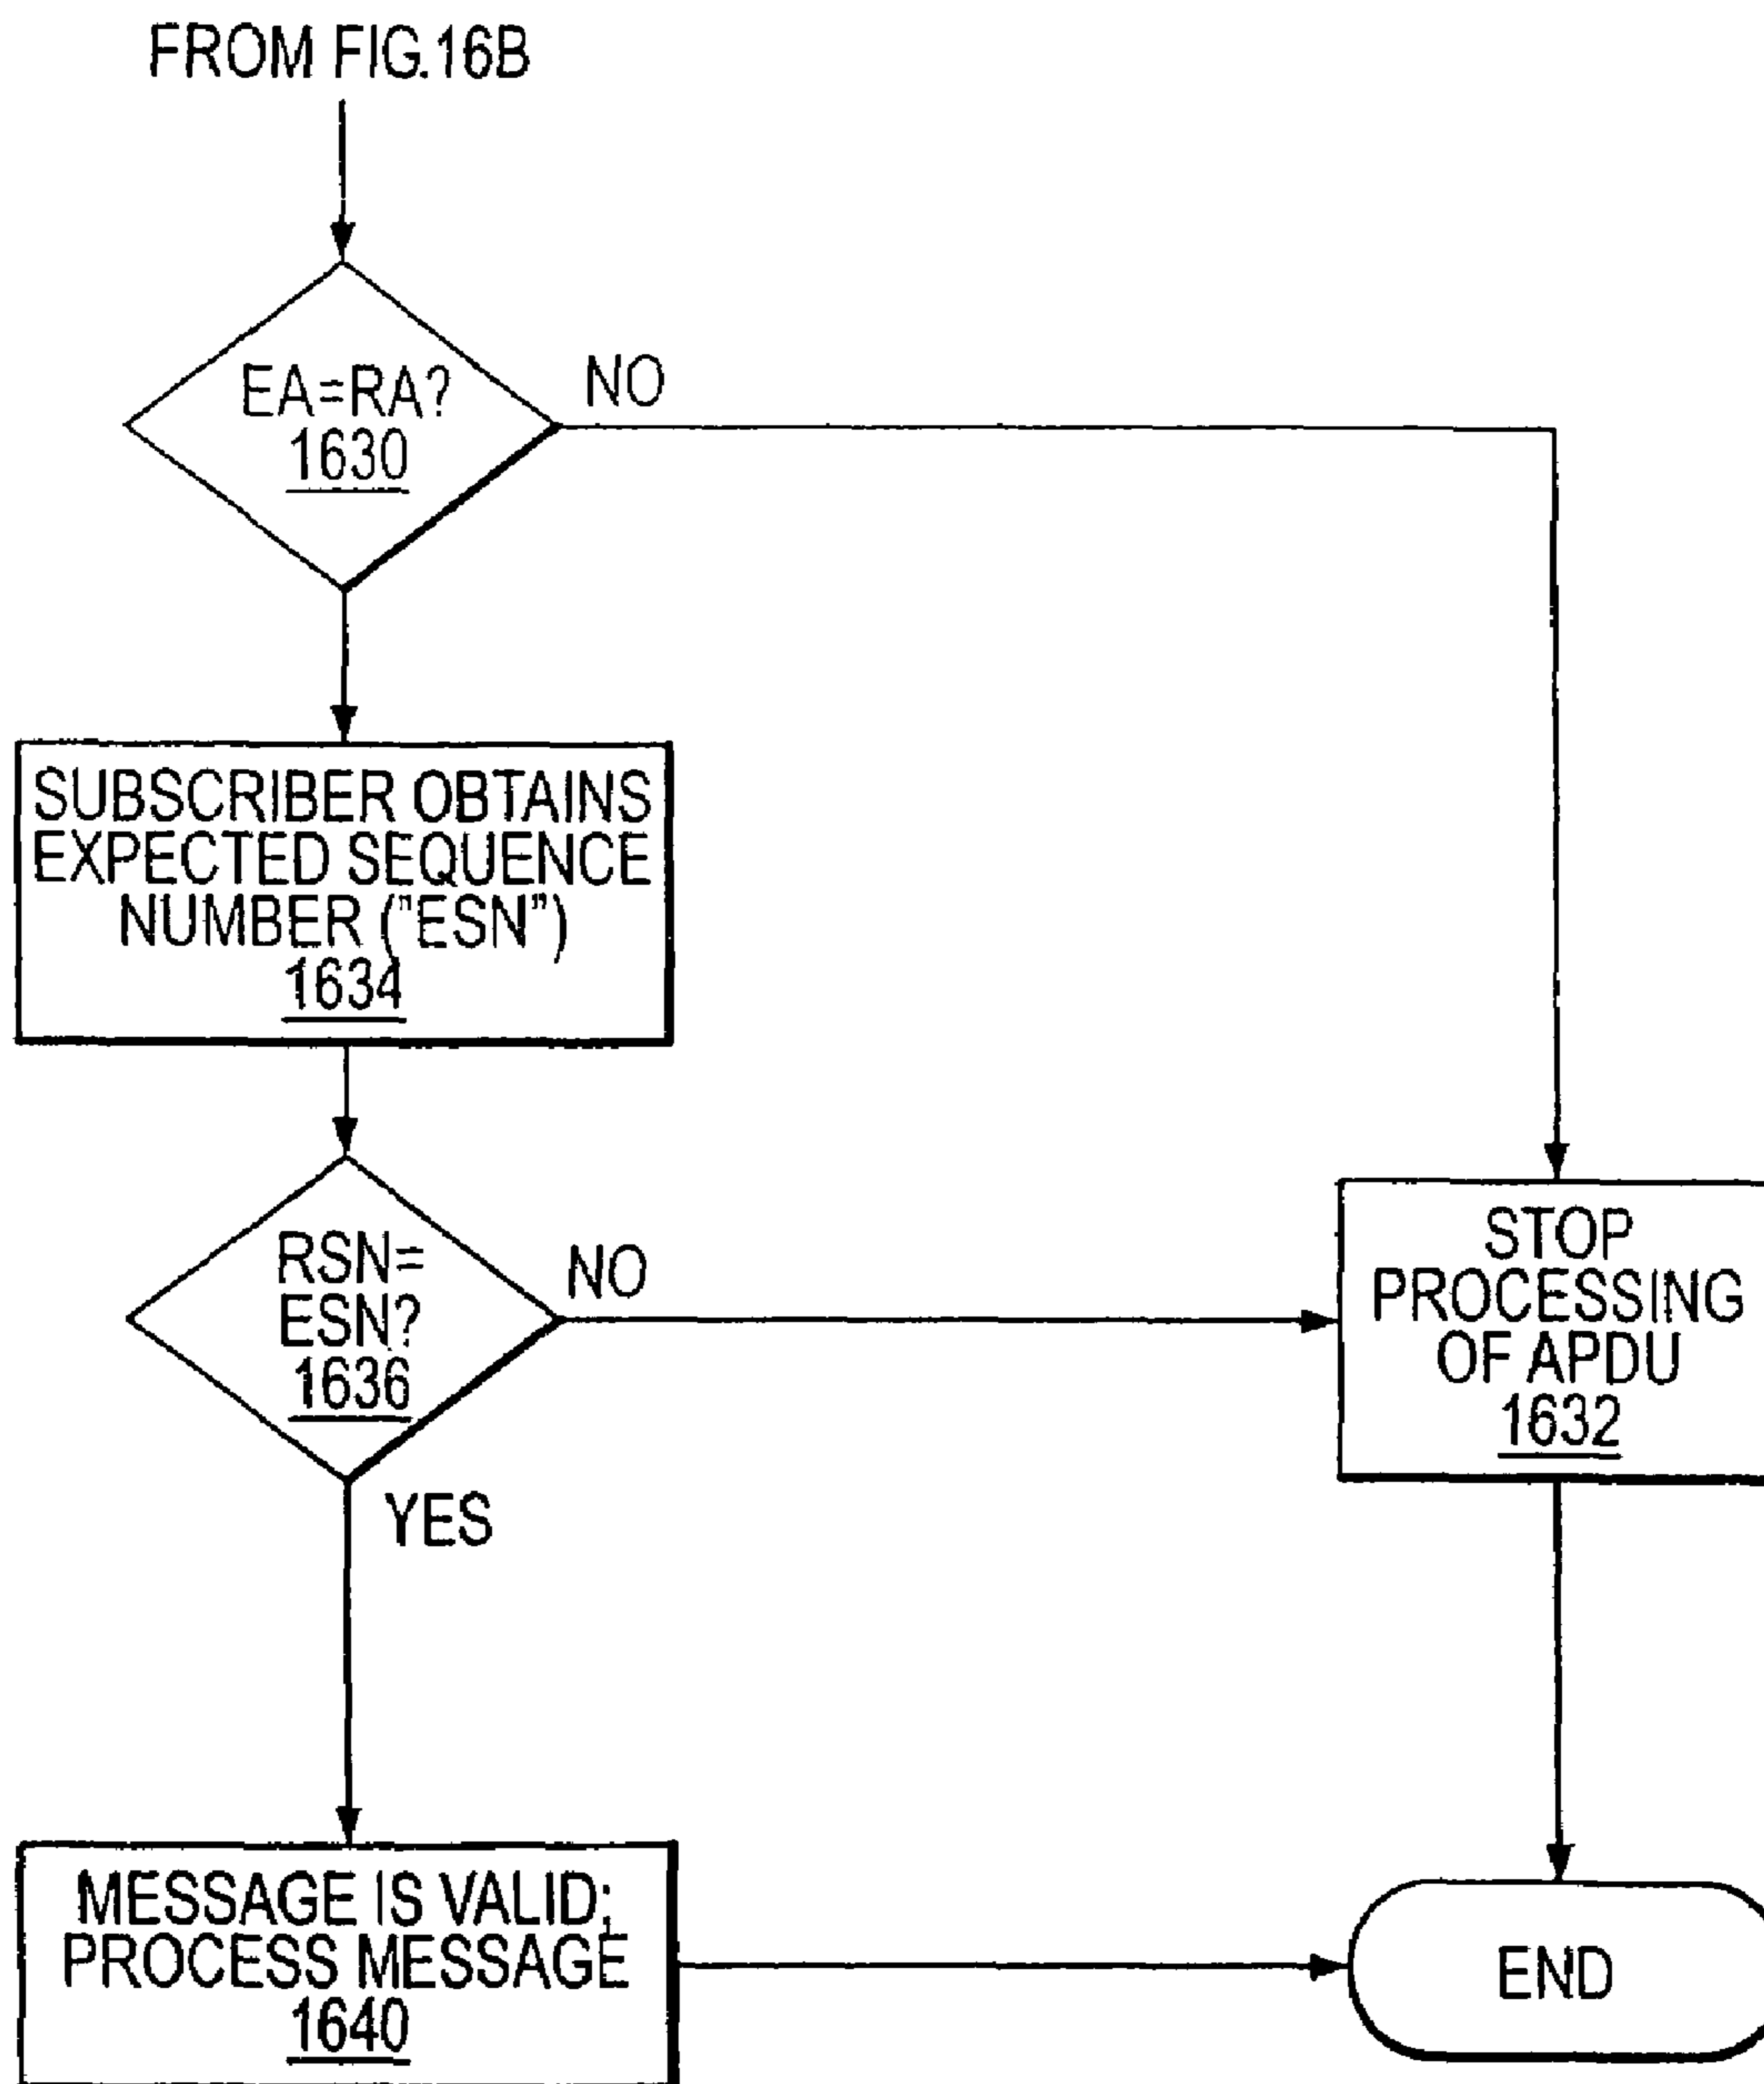 FROM FIG.16B
EA=RA?
1630
NO
SUBSCRIBER OBTAINS
EXPECTED SEQUENCE
NUMBER ("ESN")
1634
RSN=
ESN?
1636
NO
YES
STOP
PROCESSING
OF APDU
1632
MESSAGE IS VALID;
PROCESS MESSAGE
1640
END